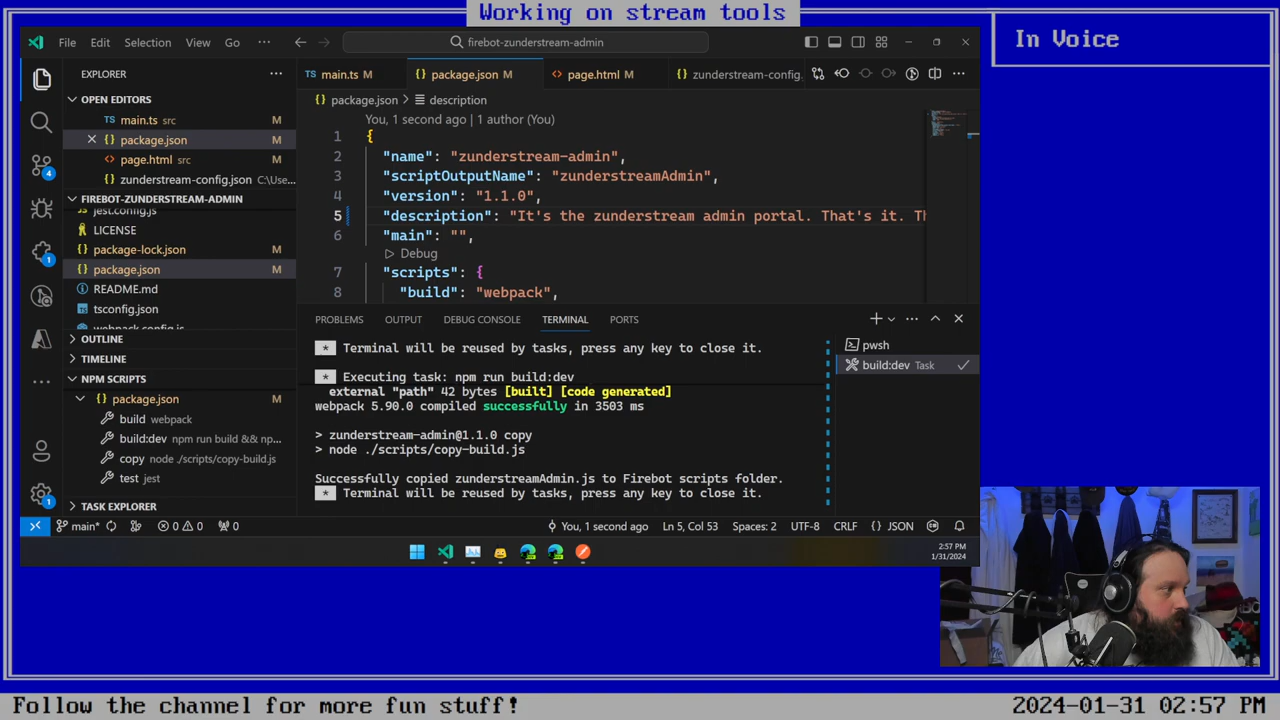 Working on stream tools
File Edit Selection View Go ···
firebot-zunderstream-admin
In Voice
EXPLORER
OPEN EDITORS
TS main.ts src M
{} package.json M
<> page.html src M
{} zunderstream-config.json C:\Use...
FIREBOT-ZUNDERSTREAM-ADMIN
jest.config.js
LICENSE
package-lock.json M
{} package.json M
README.md
tsconfig.json
webpack.config.js
OUTLINE
TIMELINE
NPM SCRIPTS
{} package.json M
build webpack
build:dev npm run build && np...
copy node ./scripts/copy-build.js
test jest
TASK EXPLORER
4
1
1
TS main.ts M
{} package.json M
<> page.html M
{} zunderstream-config.
{} package.json > description
You, 1 second ago | 1 author (You)
1 {
2 "name": "zunderstream-admin",
3 "scriptOutputName": "zunderstreamAdmin",
4 "version": "1.1.0",
5 "description": "It's the zunderstream admin portal. That's it. Th
6 "main": "",
Debug
7 "scripts": {
8 "build": "webpack",
PROBLEMS OUTPUT DEBUG CONSOLE TERMINAL PORTS
* Terminal will be reused by tasks, press any key to close it.
* Executing task: npm run build:dev
external "path" 42 bytes [built] [code generated]
webpack 5.90.0 compiled successfully in 3503 ms
> zunderstream-admin@1.1.0 copy
> node ./scripts/copy-build.js
Successfully copied zunderstreamAdmin.js to Firebot scripts folder.
* Terminal will be reused by tasks, press any key to close it.
pwsh
build:dev Task
main* 0 0 0 You, 1 second ago Ln 5, Col 53 Spaces: 2 UTF-8 CRLF {} JSON
2:57 PM
1/31/2024
Follow the channel for more fun stuff!
2024-01-31 02:57 PM